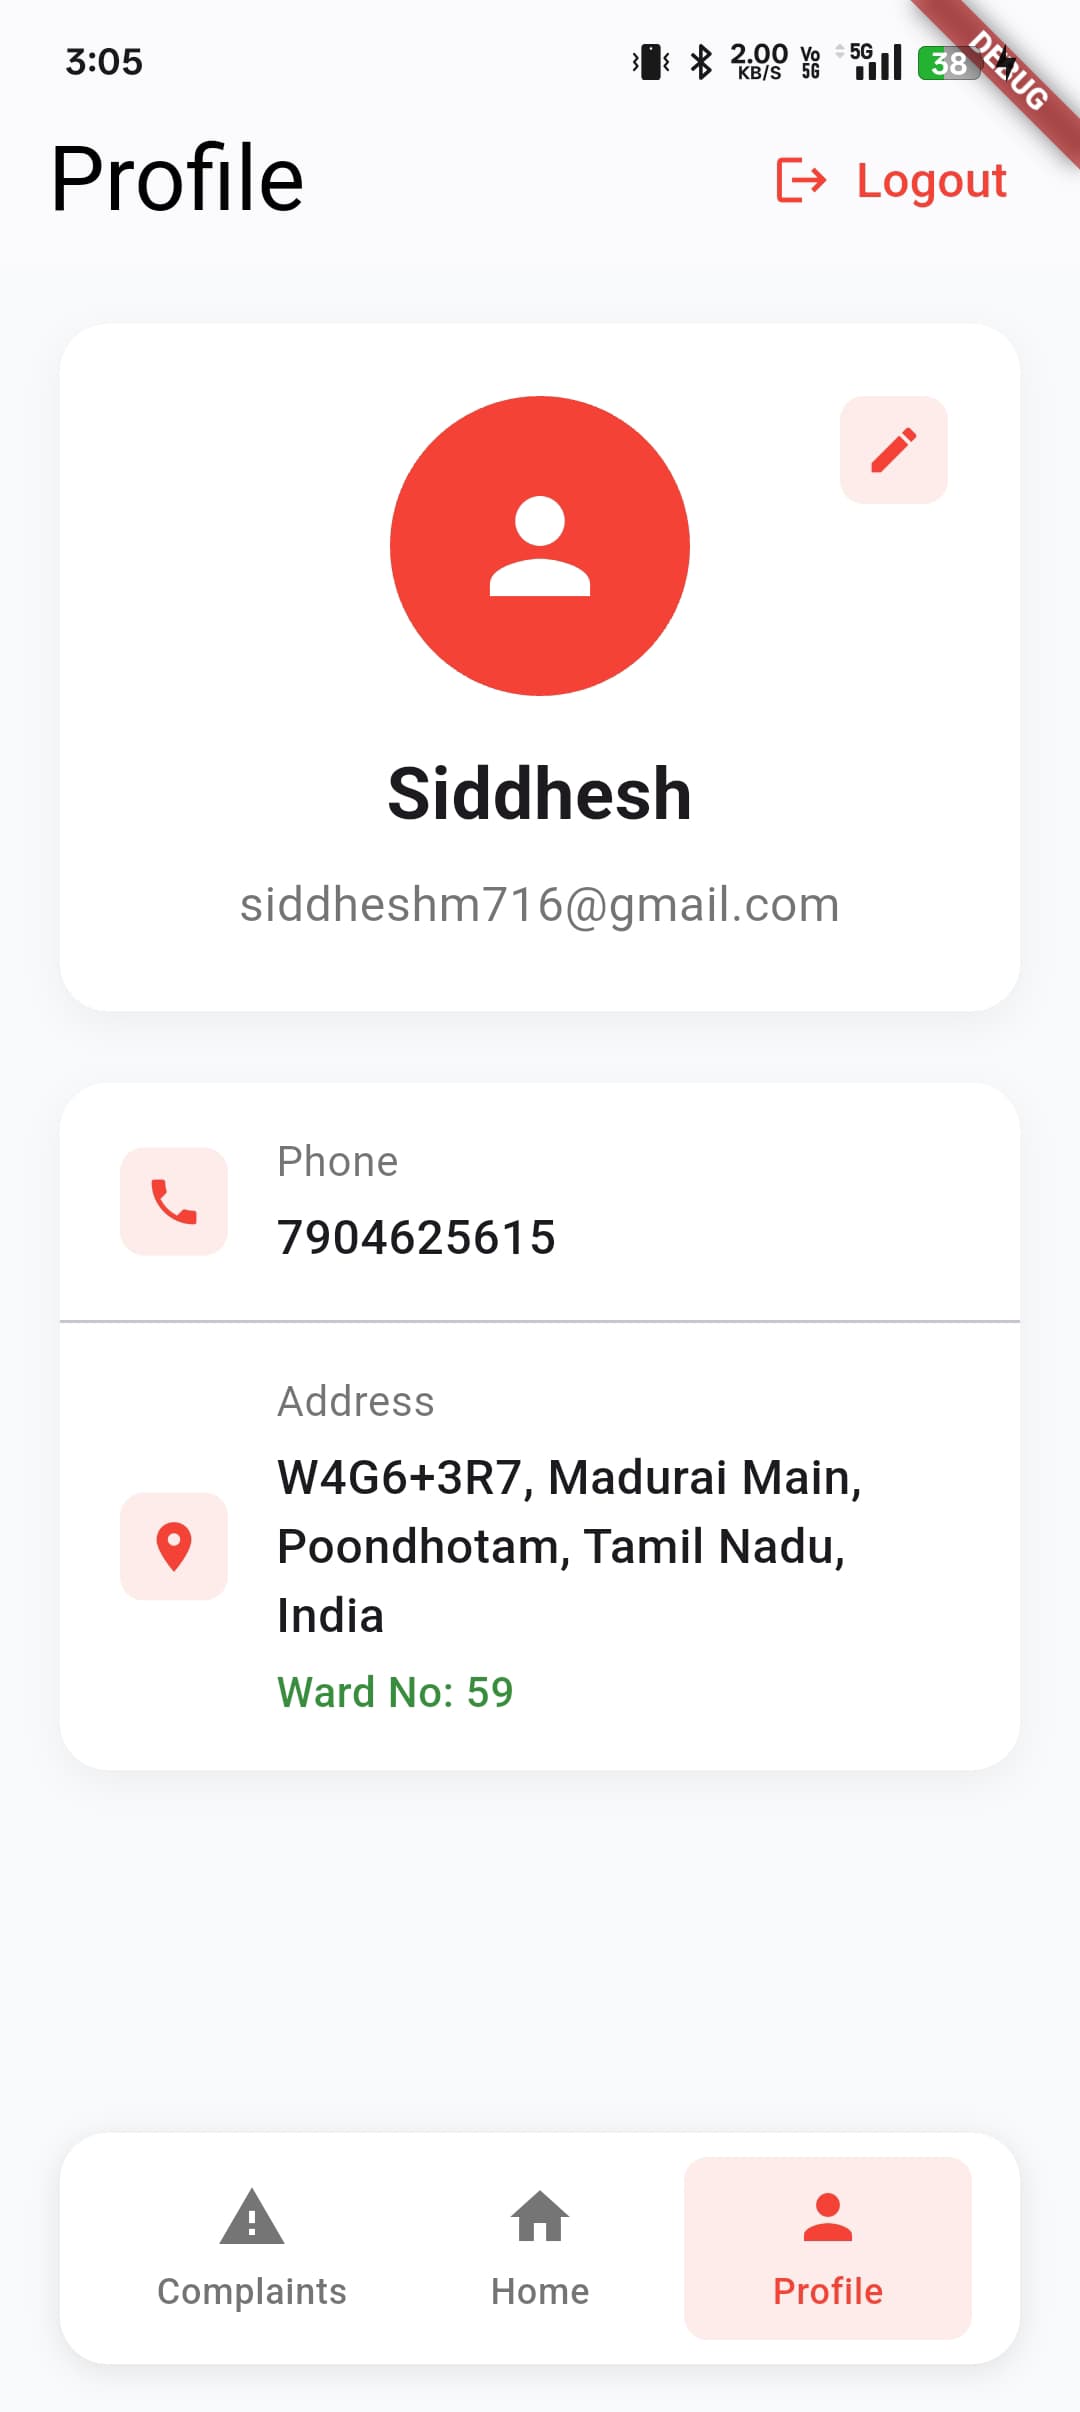 3:05
2.00
KB/S
Vo
5G
5G
38
DEBUG
Profile
Logout
Siddhesh
siddheshm716@gmail.com
Phone
7904625615
Address
W4G6+3R7, Madurai Main,
Poondhotam, Tamil Nadu,
India
Ward No: 59
Complaints
Home
Profile